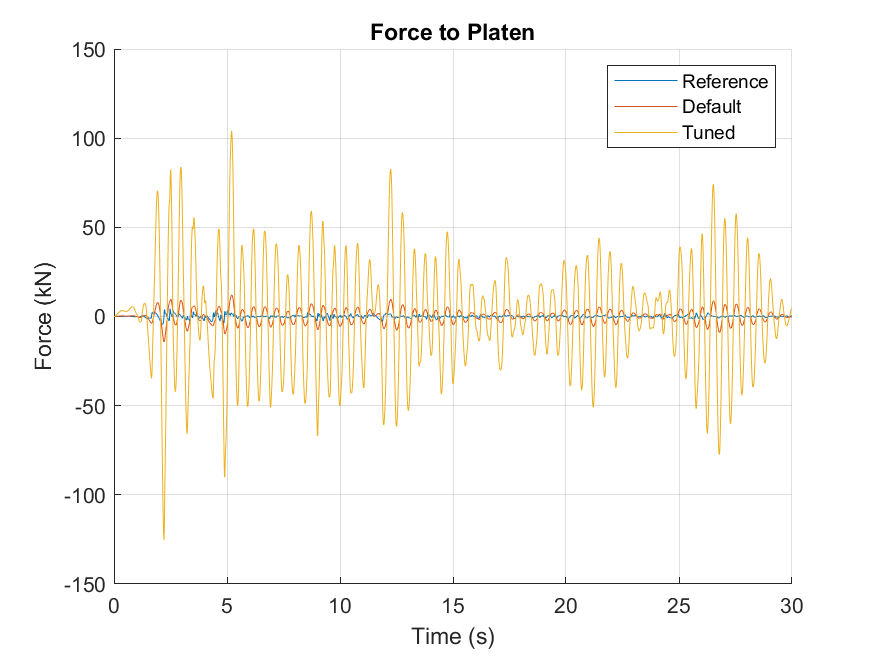 Force to Platen
150
100
50
0
-50
-100
-150
Force (kN)
Reference
Default
Tuned
0 5 10 15 20 25 30
Time (s)